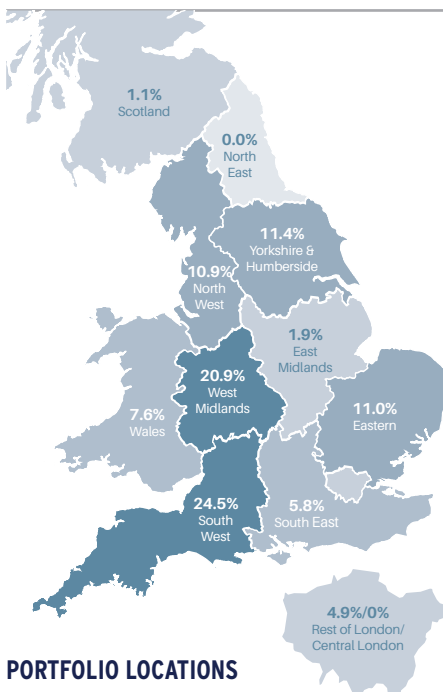 1.1%
Scotland
0.0%
North
East
11.4%
Yorkshire &
Humberside
10.9%
North
West
1.9%
East
Midlands
20.9%
West
Midlands
7.6%
Wales
11.0%
Eastern
24.5%
South
West
5.8%
South East
4.9%/0%
Rest of London/
Central London
PORTFOLIO LOCATIONS